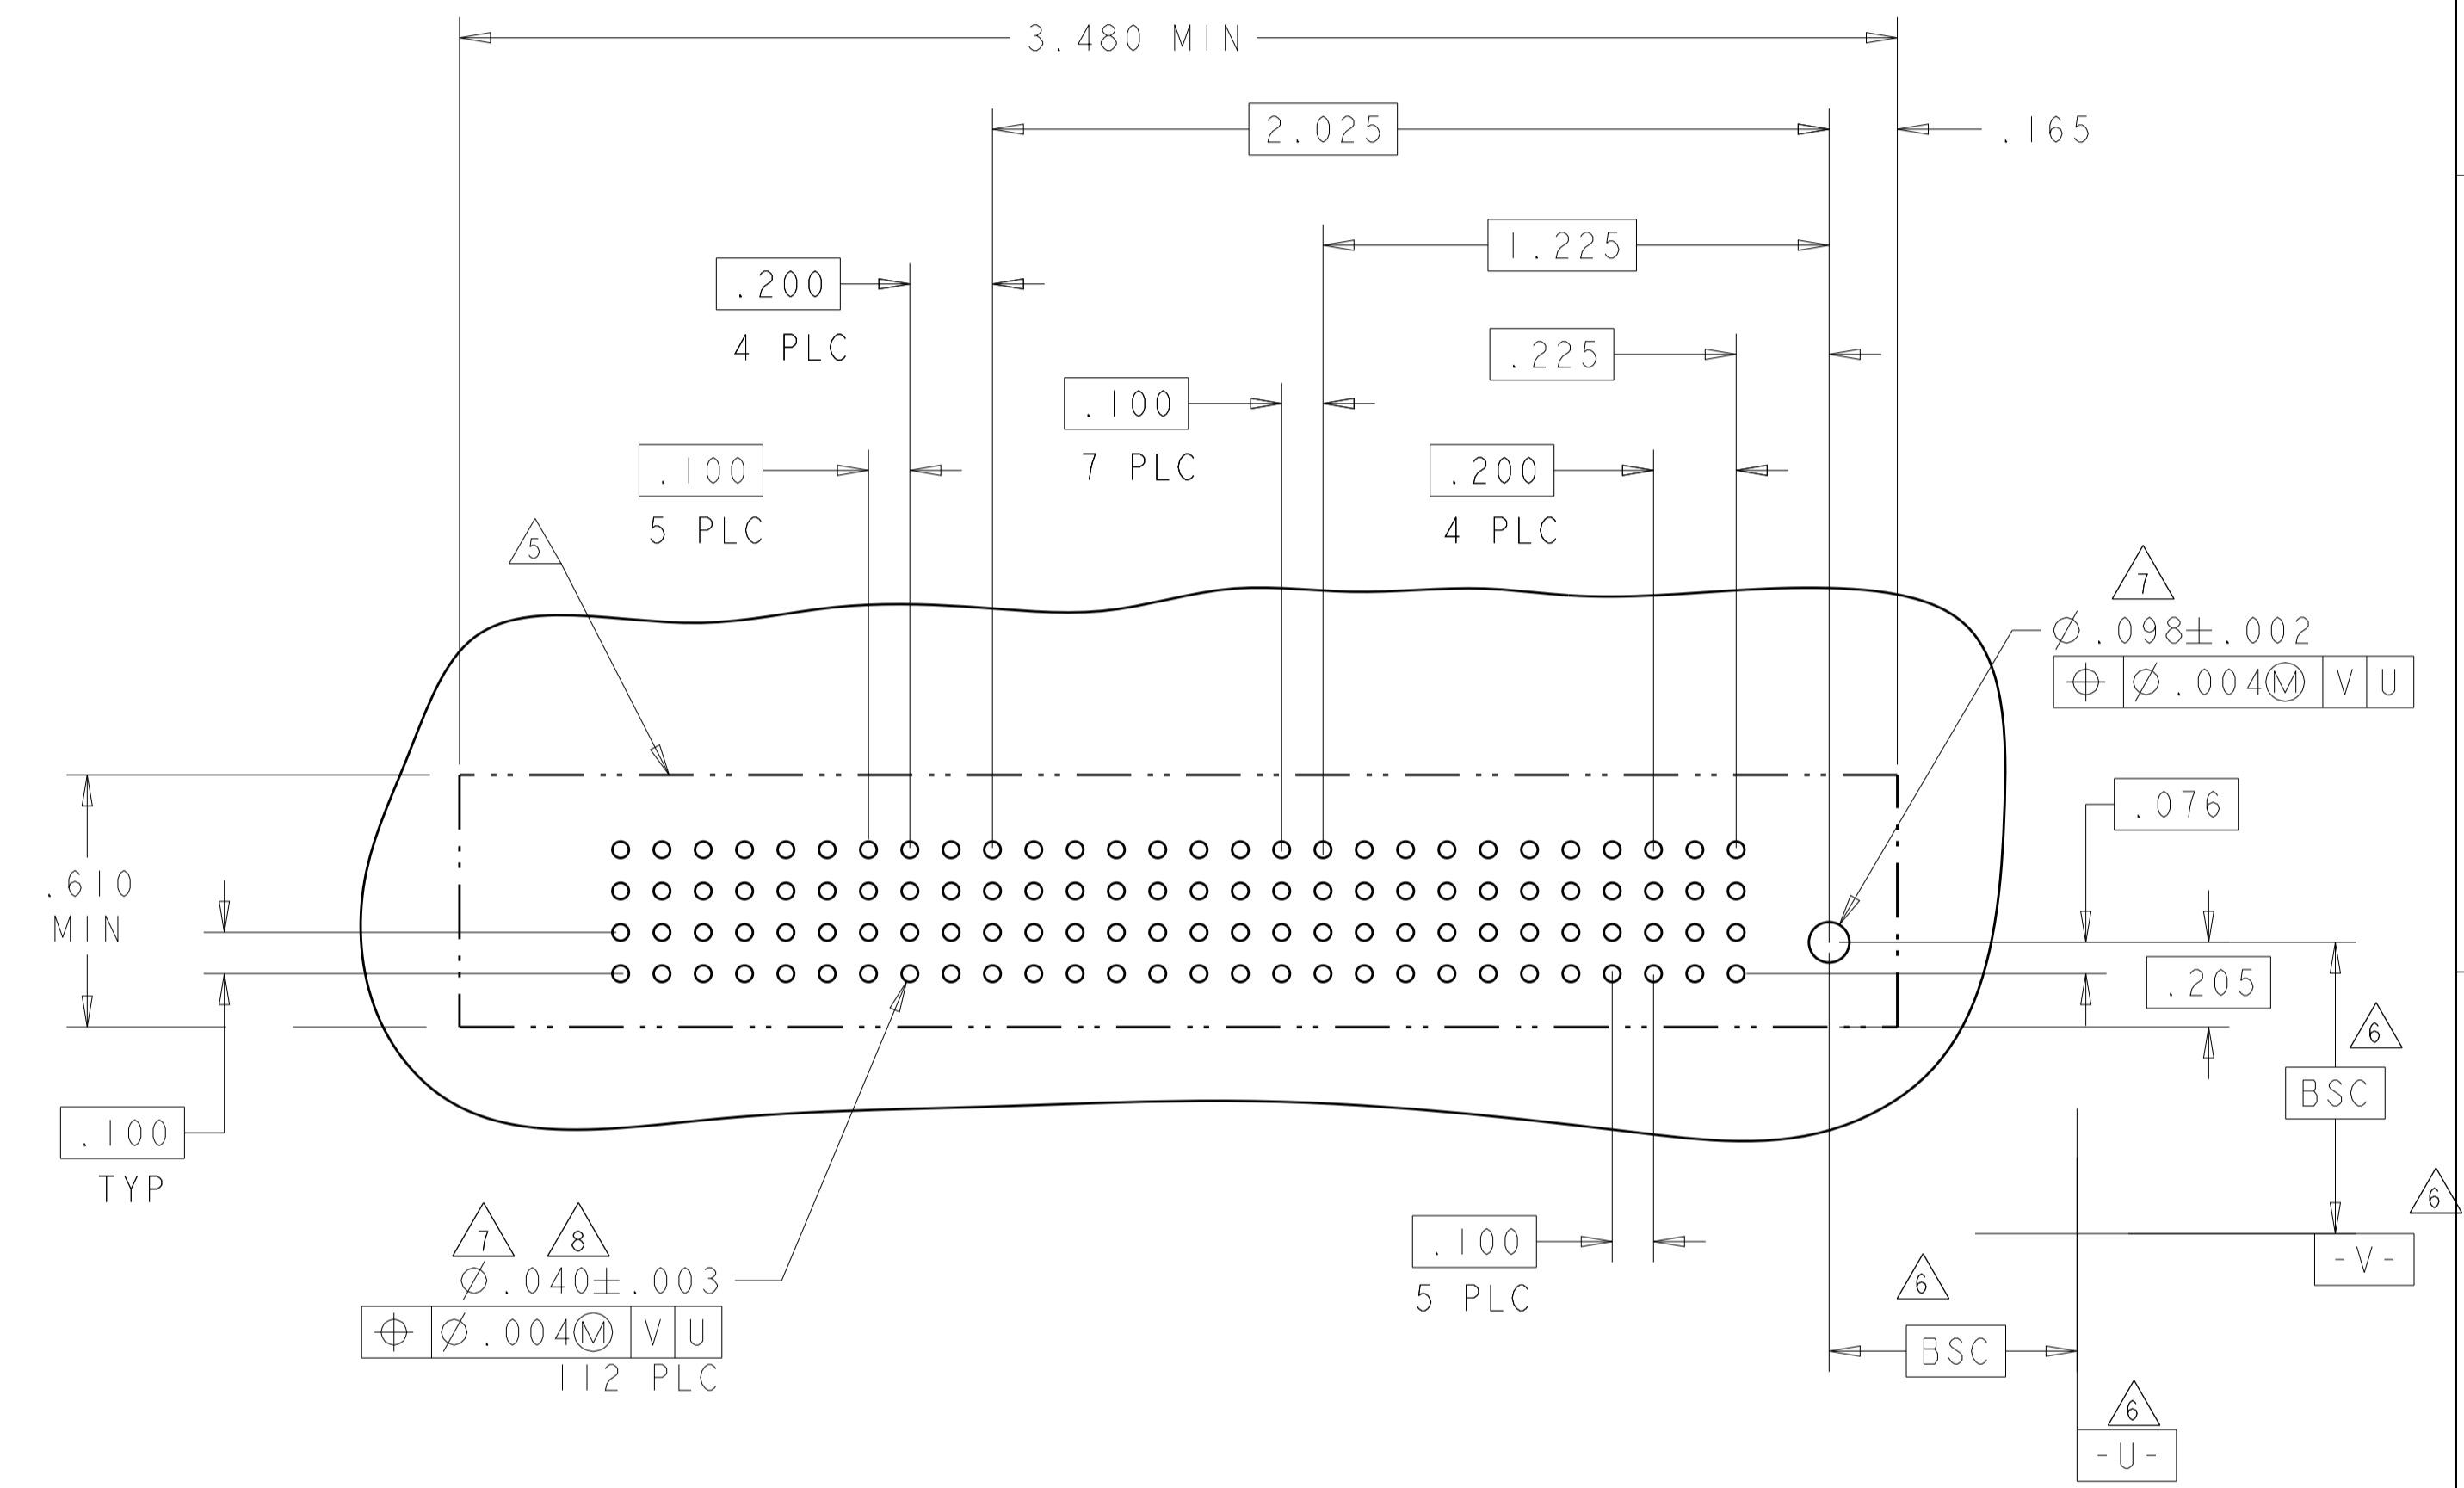 3.480 MIN
2.025
.165
1.225
.200
4 PLC
.225
.100
7 PLC
.100
5 PLC
.200
4 PLC
5
7
⌀.098±.002
⌖ ⌀.004Ⓜ V U
.076
.610
MIN
.205
6
BSC
.100
TYP
6
-V-
7 8
⌀.040±.003
⌖ ⌀.004Ⓜ V U
112 PLC
.100
5 PLC
6
BSC
6
-U-